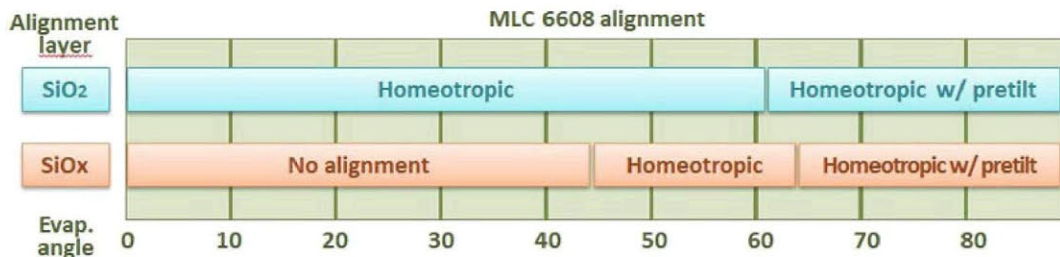 MLC 6608 alignment
Alignment
layer
SiO2 Homeotropic Homeotropic w/ pretilt
SiOx No alignment Homeotropic Homeotropic w/ pretilt
Evap.
angle
0 10 20 30 40 50 60 70 80